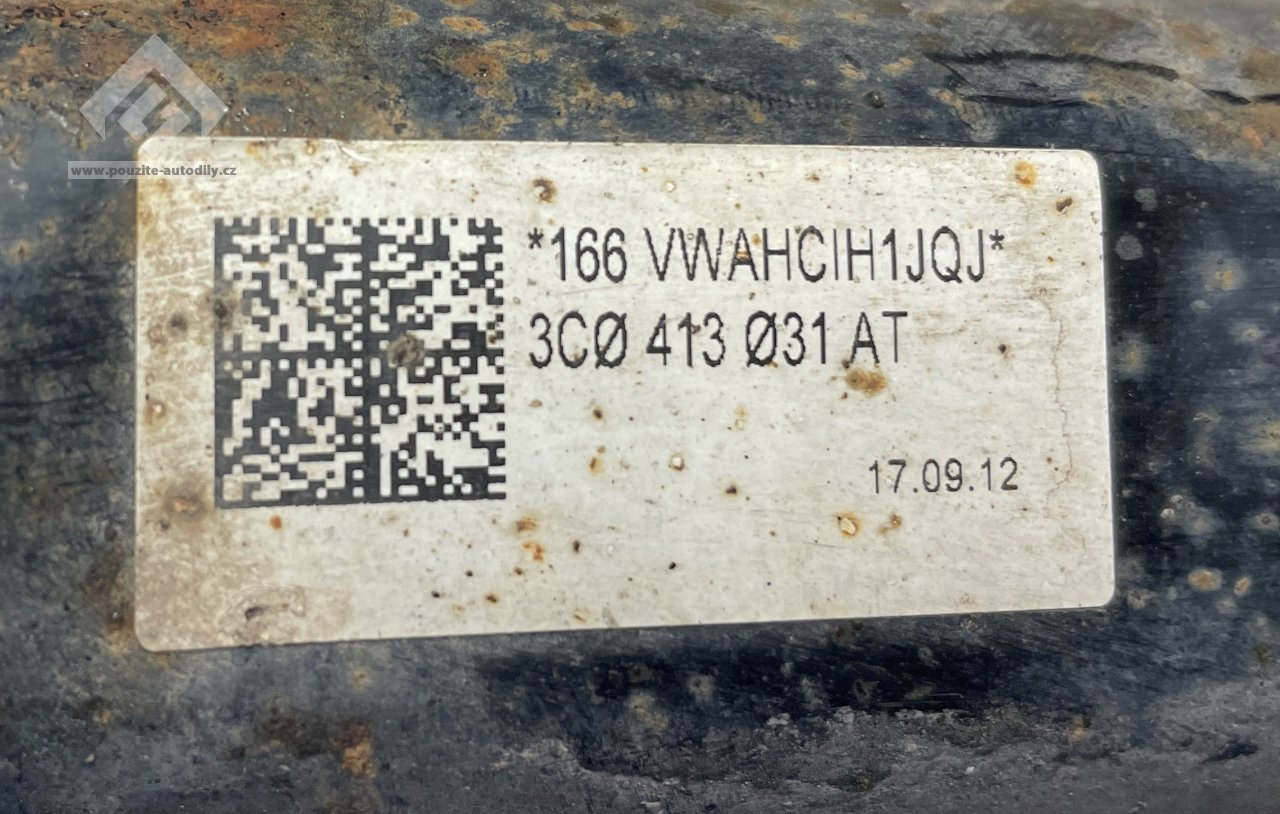 www.pouzite-autodily.cz
*166 VWAHCIH1JQJ*
3CØ 413 Ø31 AT
17.09.12